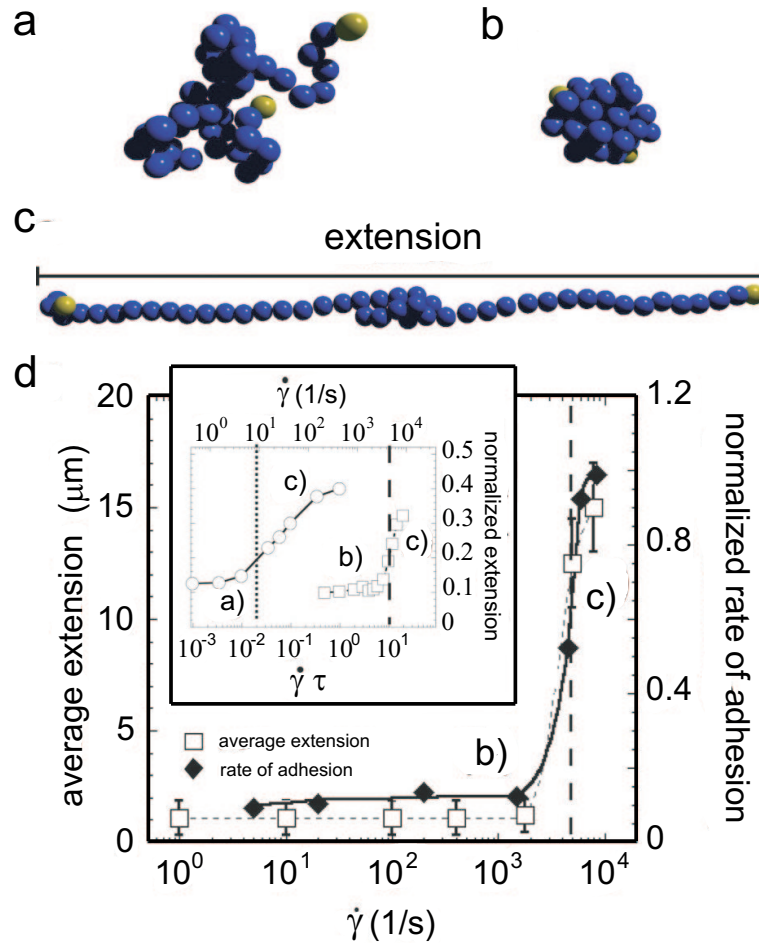 a
b
c
extension
d
γ̇ (1/s)
10⁰ 10¹ 10² 10³ 10⁴
20
15
10
5
0
average extension (μm)
1.2
0.8
0.4
0
normalized rate of adhesion
0.5
0.4
0.3
0.2
0.1
0
normalized extension
c)
b)
c)
a)
10⁻³ 10⁻² 10⁻¹ 10⁰ 10¹
γ̇ τ
c)
average extension
rate of adhesion
b)
10⁰ 10¹ 10² 10³ 10⁴
γ̇ (1/s)